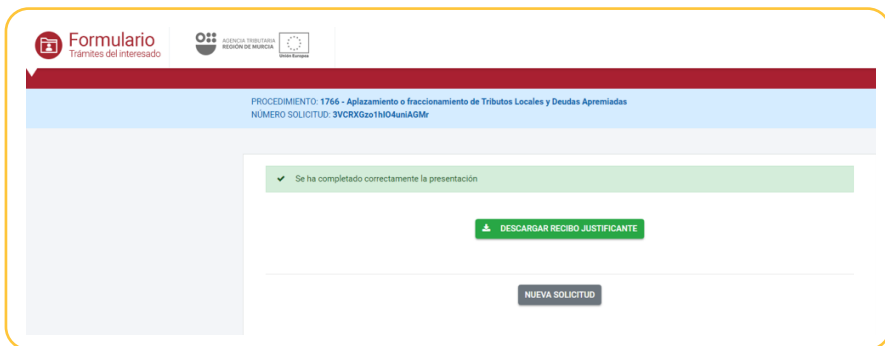 Formulario
Trámites del interesado
AGENCIA TRIBUTARIA
REGIÓN DE MURCIA
Unión Europea
PROCEDIMIENTO: 1766 - Aplazamiento o fraccionamiento de Tributos Locales y Deudas Apremiadas
NÚMERO SOLICITUD: 3VCRXGzo1hIO4uniAGMr
Se ha completado correctamente la presentación
DESCARGAR RECIBO JUSTIFICANTE
NUEVA SOLICITUD